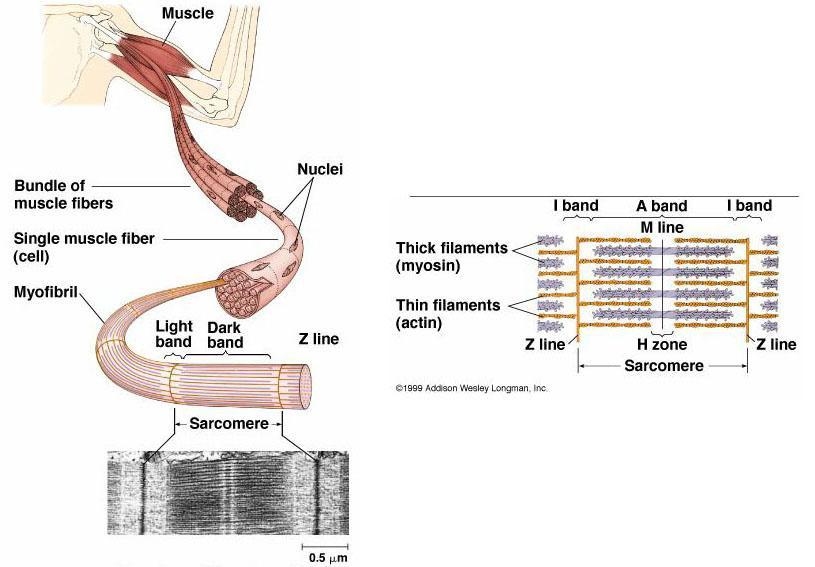 Muscle
Nuclei
Bundle of
muscle fibers
Single muscle fiber
(cell)
Myofibril
Light
band
Dark
band
Z line
Sarcomere
0.5 µm
I band
A band
I band
M line
Thick filaments
(myosin)
Thin filaments
(actin)
Z line
H zone
Z line
Sarcomere
©1999 Addison Wesley Longman, Inc.